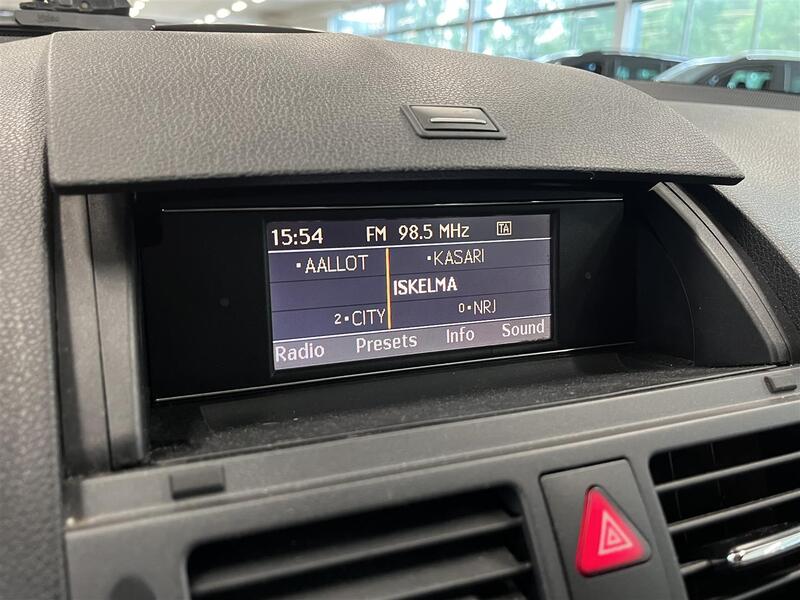 15:54 FM 98.5 MHz TA
•AALLOT •KASARI
ISKELMA
2•CITY 0•NRJ
Radio Presets Info Sound